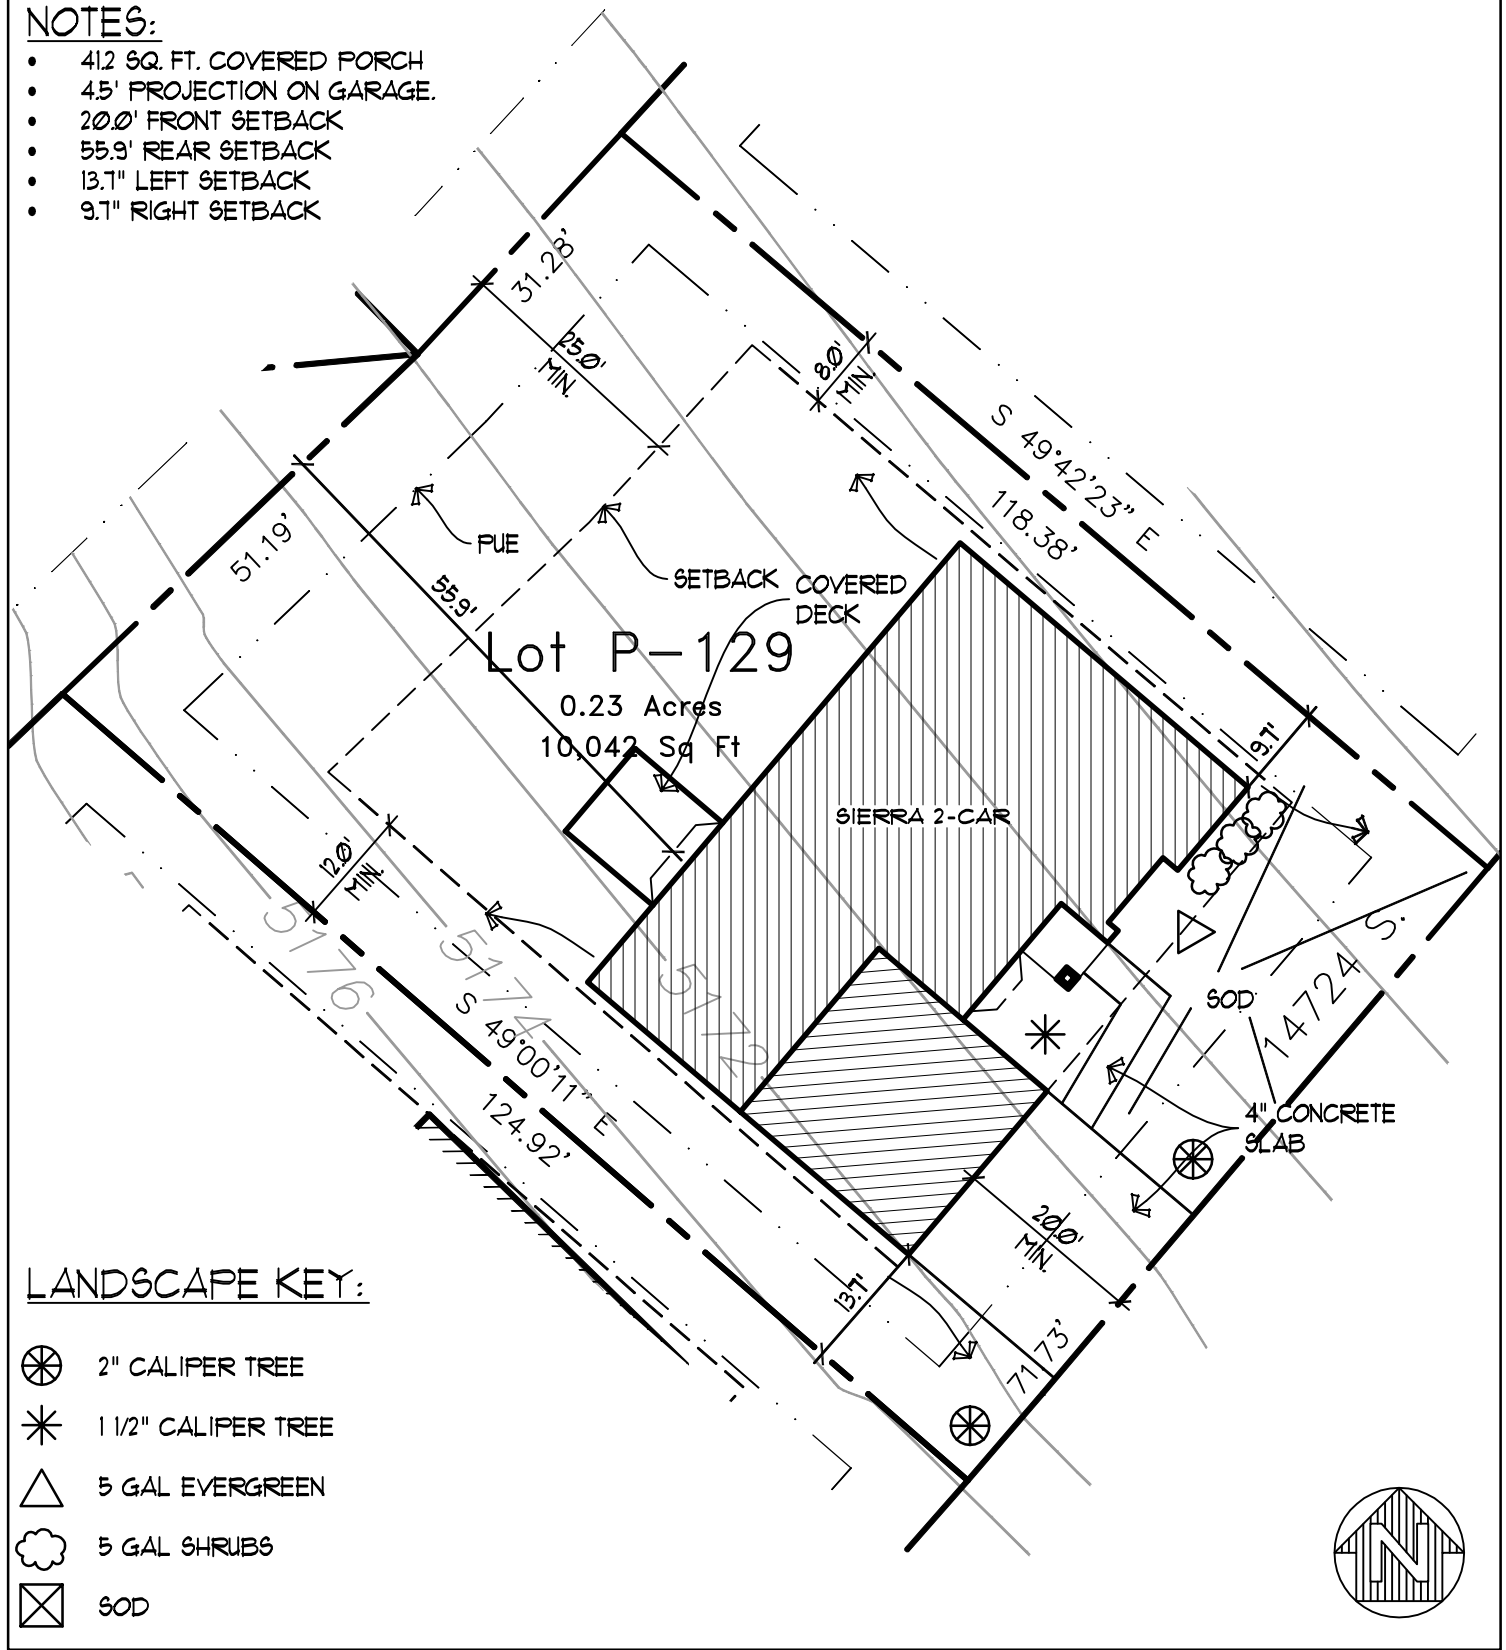 NOTES:
• 41.2 SQ. FT. COVERED PORCH
• 4.5' PROJECTION ON GARAGE.
• 20.0' FRONT SETBACK
• 55.9' REAR SETBACK
• 13.7" LEFT SETBACK
• 9.7" RIGHT SETBACK
31.28'
25.0'
MIN.
8.0'
MIN.
S 49°42'23" E
118.38'
51.19'
PUE
SETBACK
COVERED
DECK
55.9'
Lot P-129
0.23 Acres
10,042 Sq Ft
9.7'
SIERRA 2-CAR
12.0'
MIN.
5176
5174
5172
S 49°00'11" E
124.92'
SOD
14724 S.
4" CONCRETE
SLAB
20.0'
MIN.
13.7'
71.73'
LANDSCAPE KEY:
2" CALIPER TREE
1 1/2" CALIPER TREE
5 GAL EVERGREEN
5 GAL SHRUBS
SOD
N